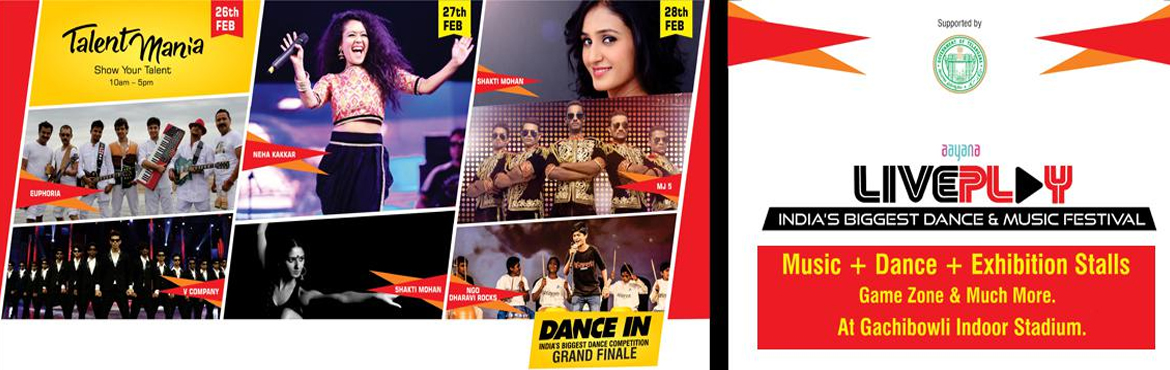 26th
FEB
Talent Mania
Show Your Talent
10am – 5pm
EUPHORIA
V COMPANY
27th
FEB
NEHA KAKKAR
SHAKTI MOHAN
28th
FEB
SHAKTI MOHAN
MJ 5
NGO
DHARAVI ROCKS
DANCE IN
INDIA'S BIGGEST DANCE COMPETITION
GRAND FINALE
Supported by
aayana
LIVEPLAY
INDIA'S BIGGEST DANCE & MUSIC FESTIVAL
Music + Dance + Exhibition Stalls
Game Zone & Much More.
At Gachibowli Indoor Stadium.